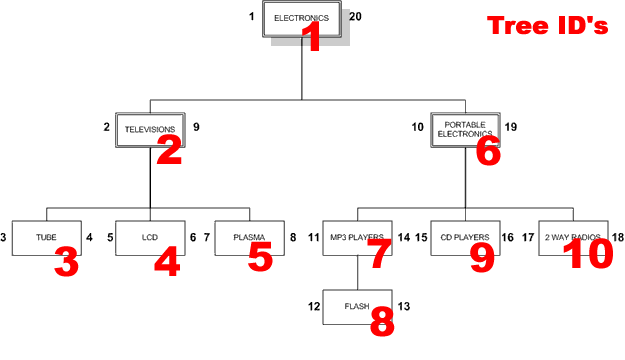 1 ELECTRONICS 20
1
Tree ID's
2 TELEVISIONS 9
2
10 PORTABLE ELECTRONICS 19
6
3 TUBE 4
3
5 LCD 6
4
7 PLASMA 8
5
11 MP3 PLAYERS 14
7
15 CD PLAYERS 16
9
17 2 WAY RADIOS 18
10
12 FLASH 13
8